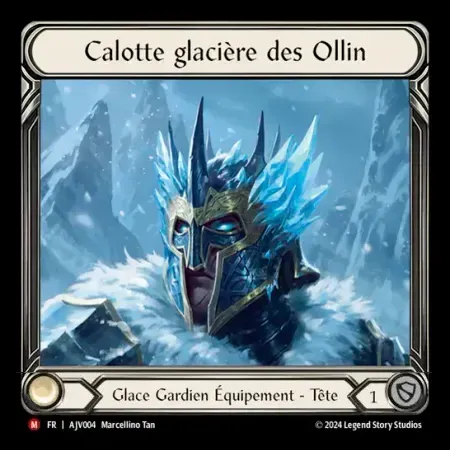 Calotte glacière des Ollin
Glace Gardien Équipement - Tête
1
M FR | AJV004 Marcellino Tan
© 2024 Legend Story Studios